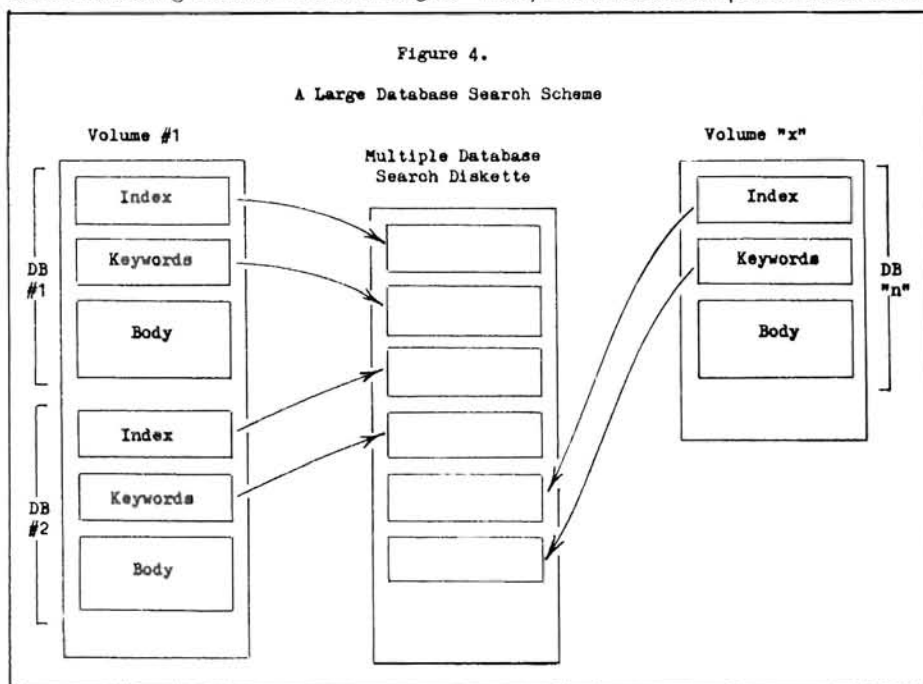 Figure 4.
A Large Database Search Scheme
Volume #1
Multiple Database
Search Diskette
Volume "x"
DB
#1
Index
Keywords
Body
DB
#2
Index
Keywords
Body
Index
Keywords
Body
DB
"n"